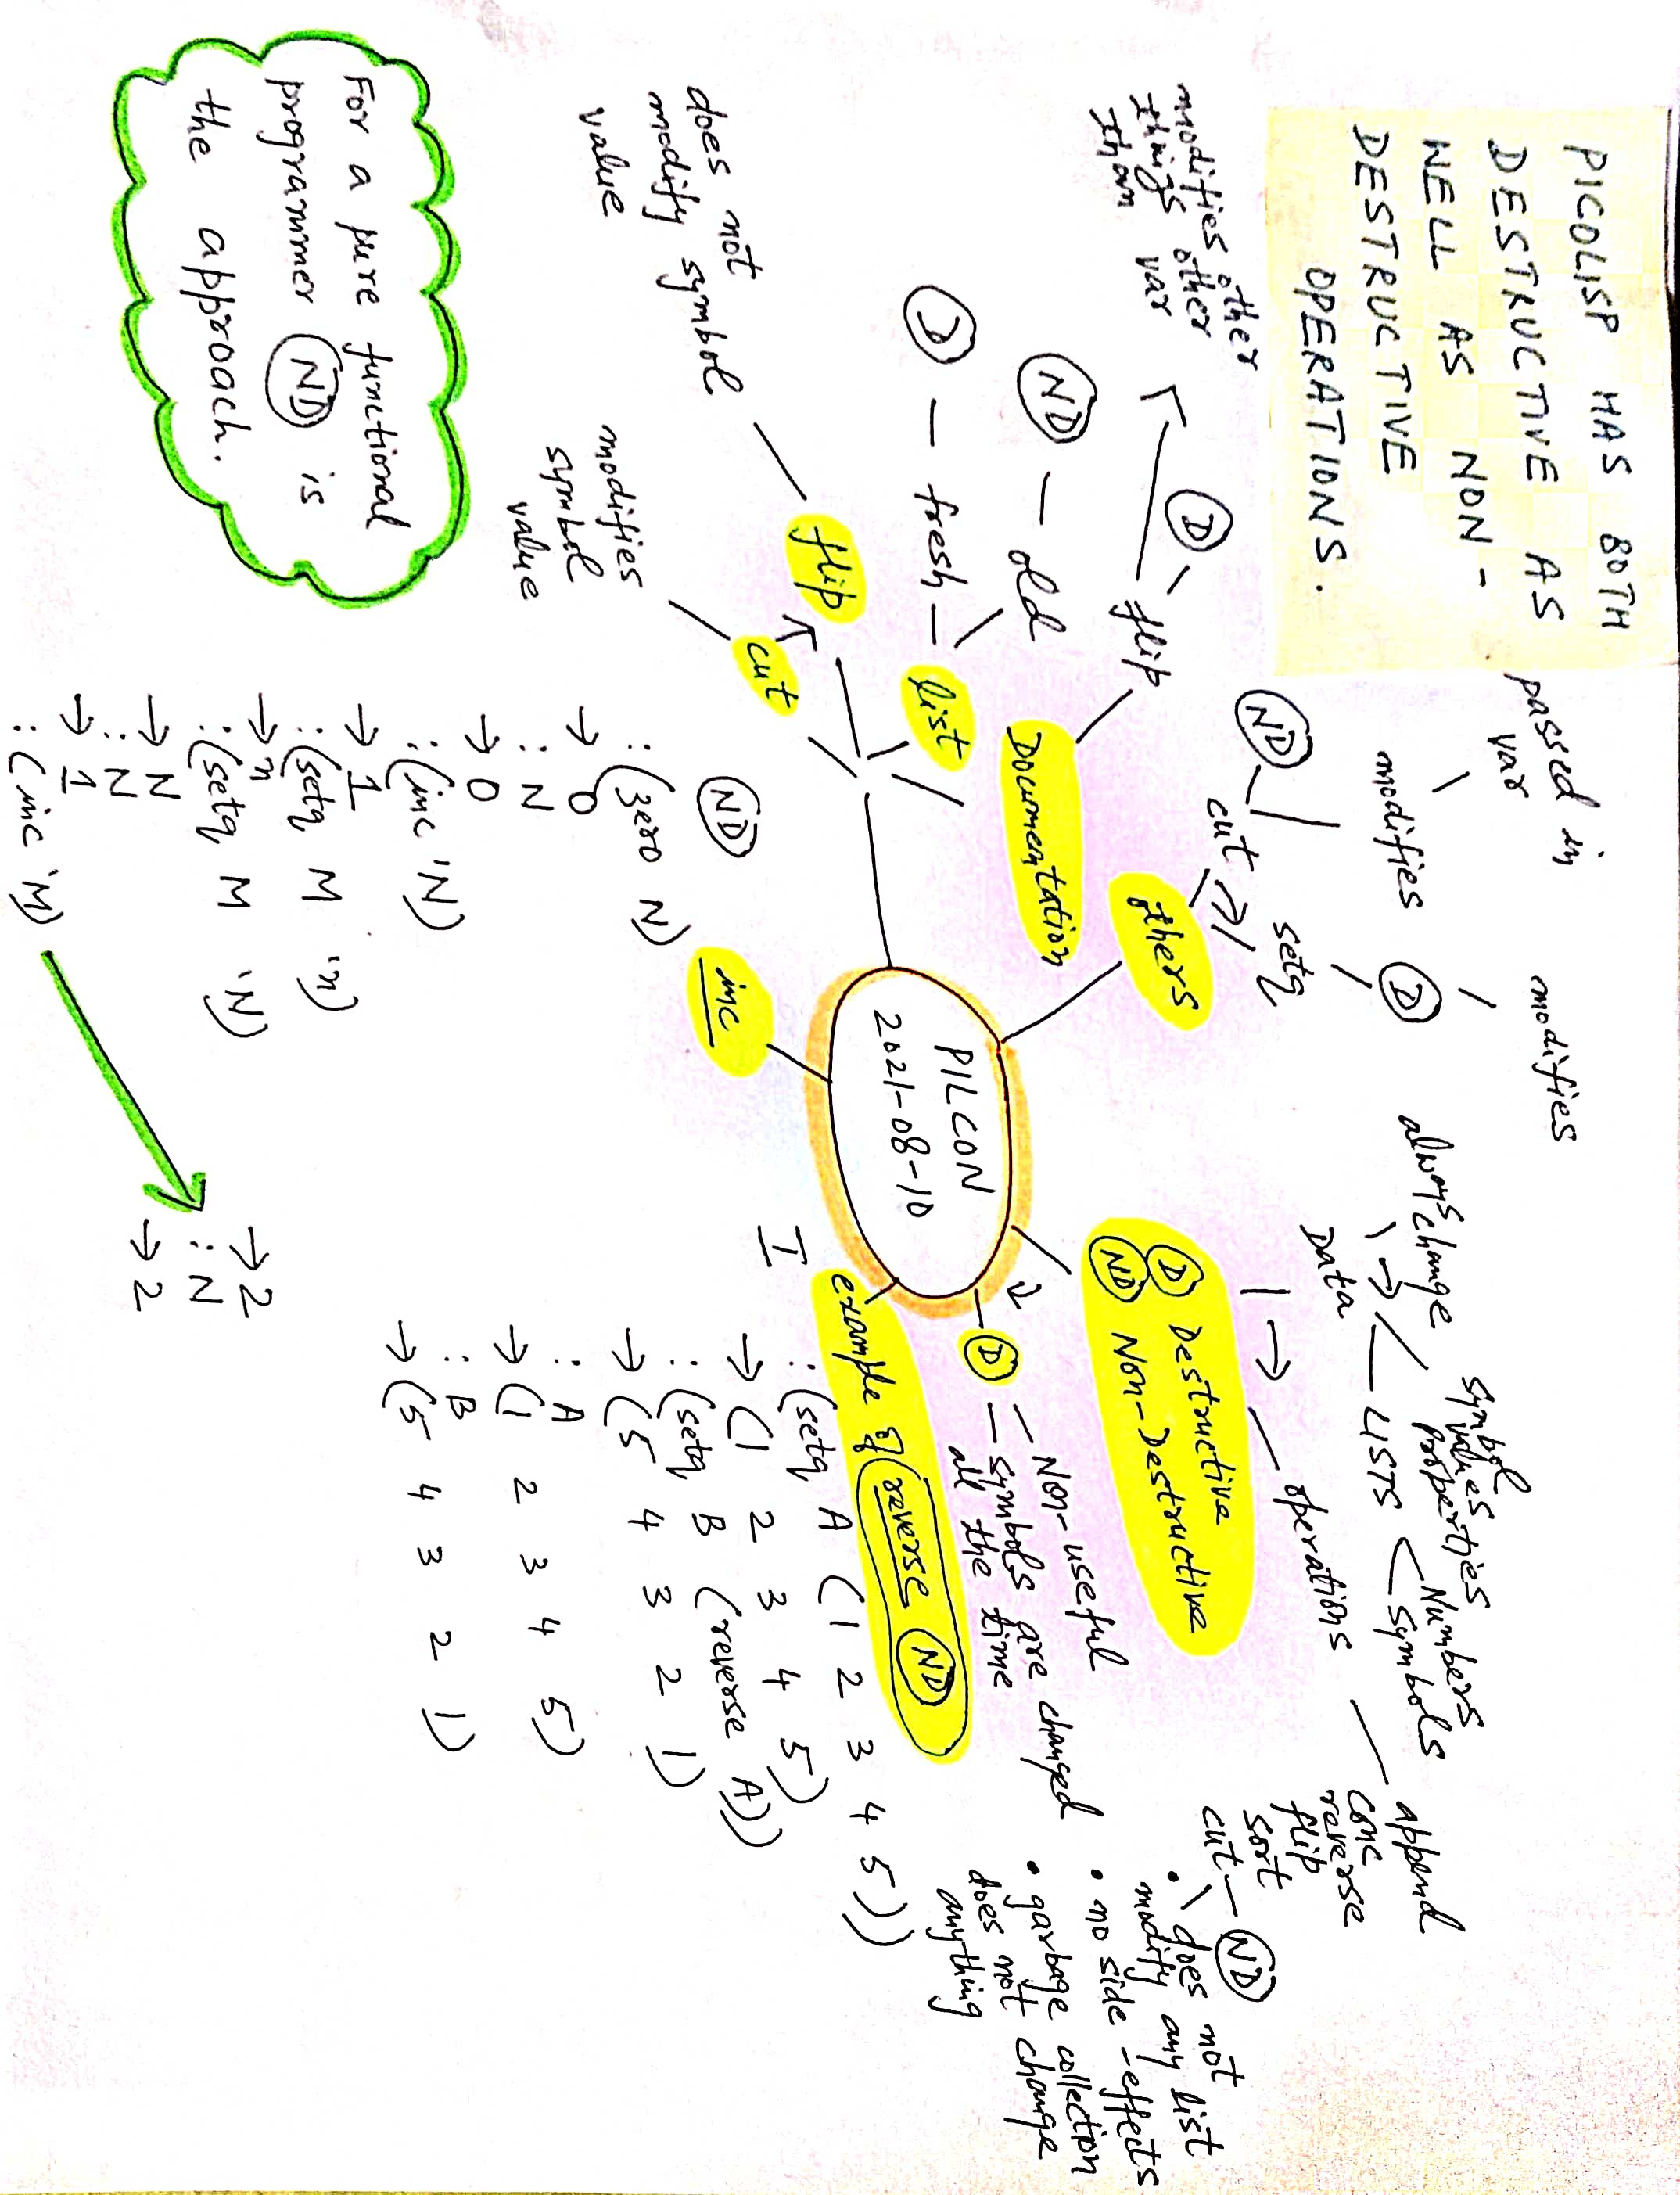 PICOLISP HAS BOTH
DESTRUCTIVE AS
WELL AS NON-
DESTRUCTIVE
OPERATIONS.
passed in
var
modifies
modifies
D
setq
ND
cut
others
modifies other
things other
than var
D
flip
Documentation
ND - old
D - fresh
list
flip
does not
modify symbol
value
cut
modifies
symbol
value
For a pure functional
programmer ND is
the approach.
PILCON
2021-08-10
always change
Data
symbol
values
properties
LISTS
Numbers
symbols
operations
append
conc
reverse
flip
sort
cut - ND
• does not
modify any list
• no side-effects
• garbage collection
does not change
anything
D Destructive
ND Non-Destructive
D
- Non-useful
- symbols are changed
all the time
example of reverse ND
I
: (setq A (1 2 3 4 5))
→ (1 2 3 4 5)
: (setq B (reverse A))
→ (5 4 3 2 1)
: A
→ (1 2 3 4 5)
: B
→ (5 4 3 2 1)
inc
ND
: (zero N)
→ 0
: N
→ 0
: (inc 'N)
→ 1
: (setq M 'n)
→ n
: (setq M 'N)
→ N
: N
→ 1
: (inc 'M)
→ 2
: N
→ 2